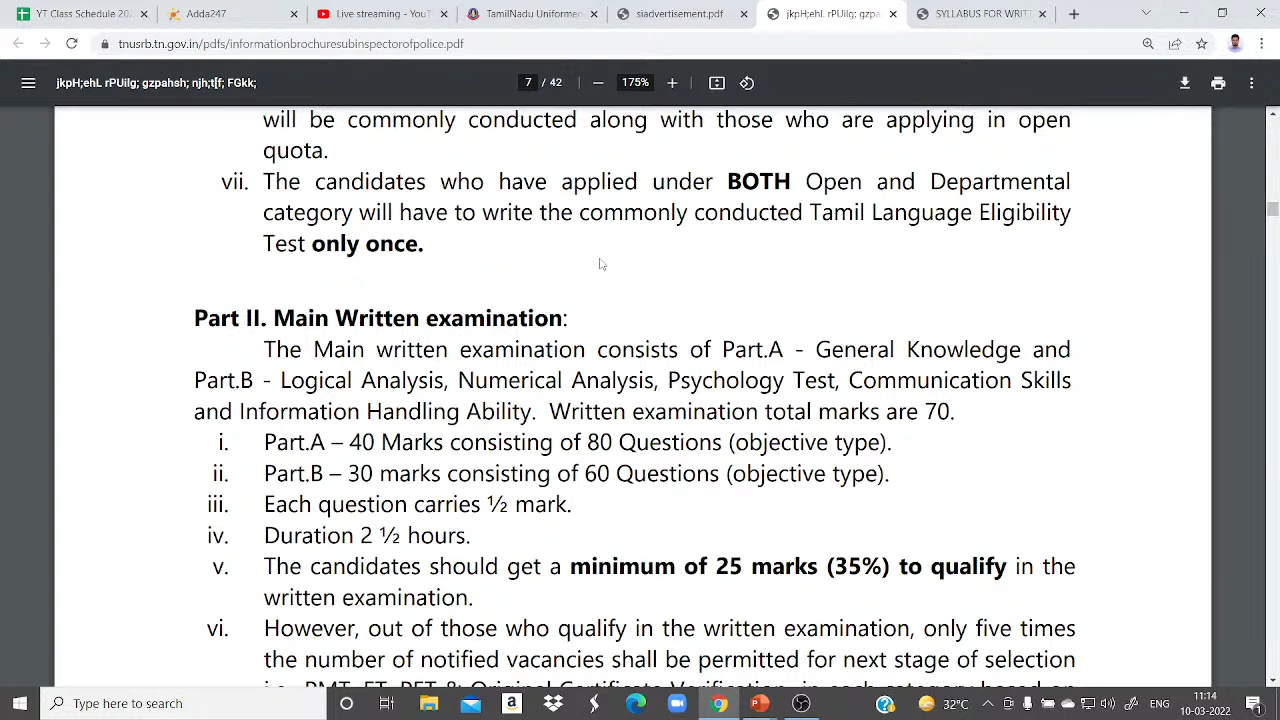 YT Class Schedule 202
Adda247
Live streaming - YouT
TamilNadu Uniformed
siadvertisement.pdf
jkpH;ehL rPUilg; gzpa
SYLLABUS FOR WRIT
tnusrb.tn.gov.in/pdfs/informationbrochuresubinspectorofpolice.pdf
jkpH;ehL rPUilg; gzpahsh; njh;t[f; FGkk;
7 / 42
175%
will be commonly conducted along with those who are applying in open
quota.
vii. The candidates who have applied under BOTH Open and Departmental
category will have to write the commonly conducted Tamil Language Eligibility
Test only once.
Part II. Main Written examination:
The Main written examination consists of Part.A - General Knowledge and
Part.B - Logical Analysis, Numerical Analysis, Psychology Test, Communication Skills
and Information Handling Ability. Written examination total marks are 70.
i. Part.A – 40 Marks consisting of 80 Questions (objective type).
ii. Part.B – 30 marks consisting of 60 Questions (objective type).
iii. Each question carries ½ mark.
iv. Duration 2 ½ hours.
v. The candidates should get a minimum of 25 marks (35%) to qualify in the
written examination.
vi. However, out of those who qualify in the written examination, only five times
the number of notified vacancies shall be permitted for next stage of selection
Type here to search
32°C
ENG
11:14
10-03-2022